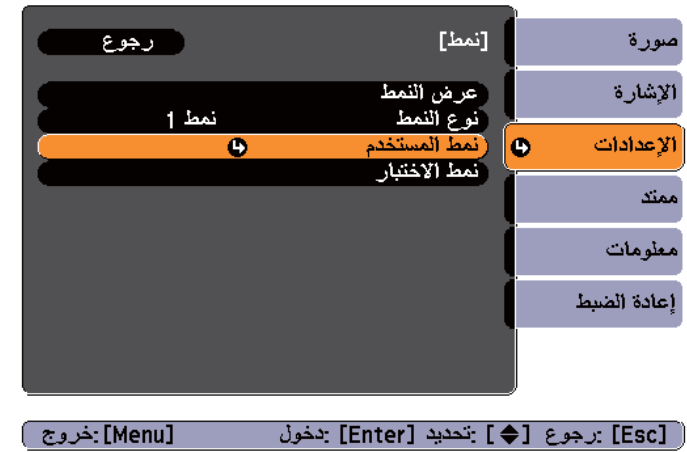 صورة
الإشارة
الإعدادات
ممتد
معلومات
إعادة الضبط
[نمط] رجوع
عرض النمط
نوع النمط نمط 1
نمط المستخدم
نمط الاختبار
[Esc] :رجوع [◆] :تحديد [Enter] :دخول [Menu] :خروج